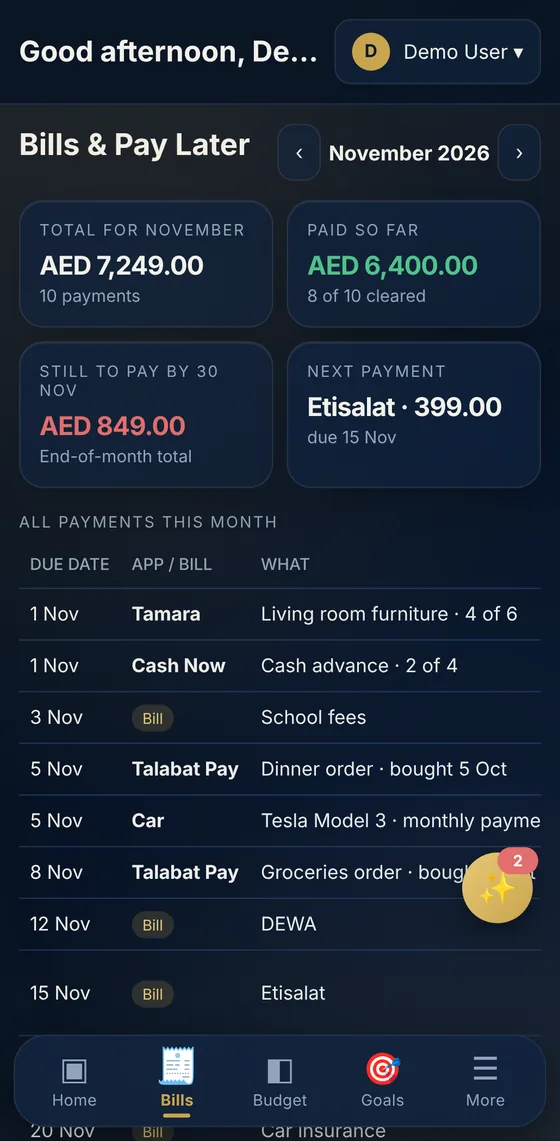 Good afternoon, De...
D Demo User ▾
Bills & Pay Later
‹ November 2026 ›
TOTAL FOR NOVEMBER
AED 7,249.00
10 payments
PAID SO FAR
AED 6,400.00
8 of 10 cleared
STILL TO PAY BY 30
NOV
AED 849.00
End-of-month total
NEXT PAYMENT
Etisalat · 399.00
due 15 Nov
ALL PAYMENTS THIS MONTH
DUE DATE APP / BILL WHAT
1 Nov Tamara Living room furniture · 4 of 6
1 Nov Cash Now Cash advance · 2 of 4
3 Nov Bill School fees
5 Nov Talabat Pay Dinner order · bought 5 Oct
5 Nov Car Tesla Model 3 · monthly payme
8 Nov Talabat Pay Groceries order ·
2
12 Nov Bill DEWA
15 Nov Bill Etisalat
Home Bills Budget Goals More
20 Nov Bill Car insurance